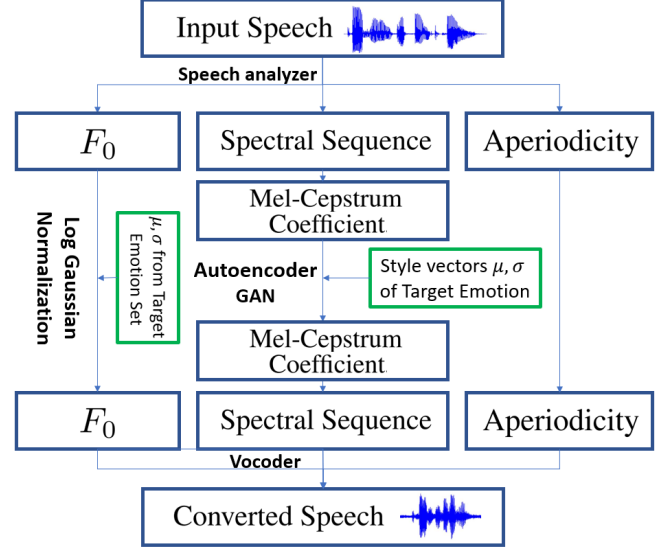 Input Speech
Speech analyzer
F₀
Spectral Sequence
Aperiodicity
Mel-Cepstrum
Coefficient
Log Gaussian
Normalization
μ, σ from Target
Emotion Set
Autoencoder
GAN
Style vectors μ, σ
of Target Emotion
Mel-Cepstrum
Coefficient
F₀
Spectral Sequence
Aperiodicity
Vocoder
Converted Speech